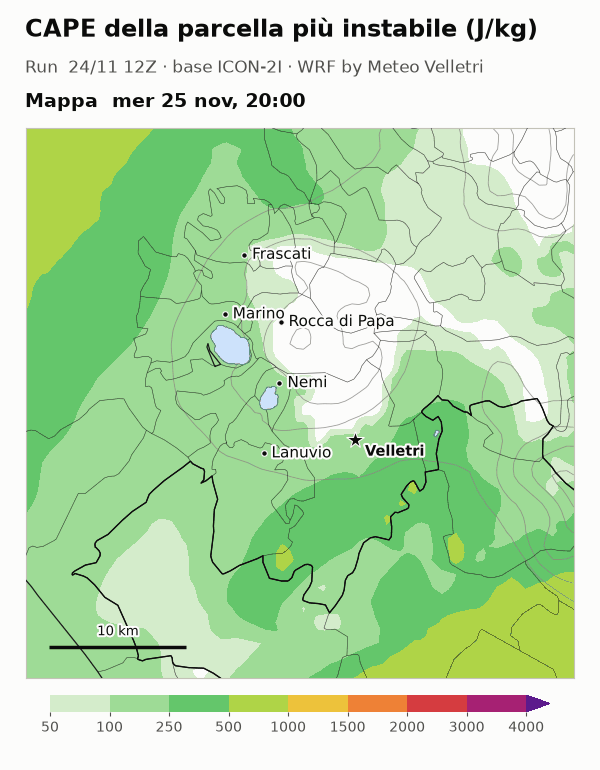 CAPE della parcella più instabile (J/kg)
Run  24/11 12Z · base ICON-2I · WRF by Meteo Velletri
Mappa  mer 25 nov, 20:00
Frascati
Marino
Rocca di Papa
Nemi
Lanuvio
Velletri
10 km
50 100 250 500 1000 1500 2000 3000 4000